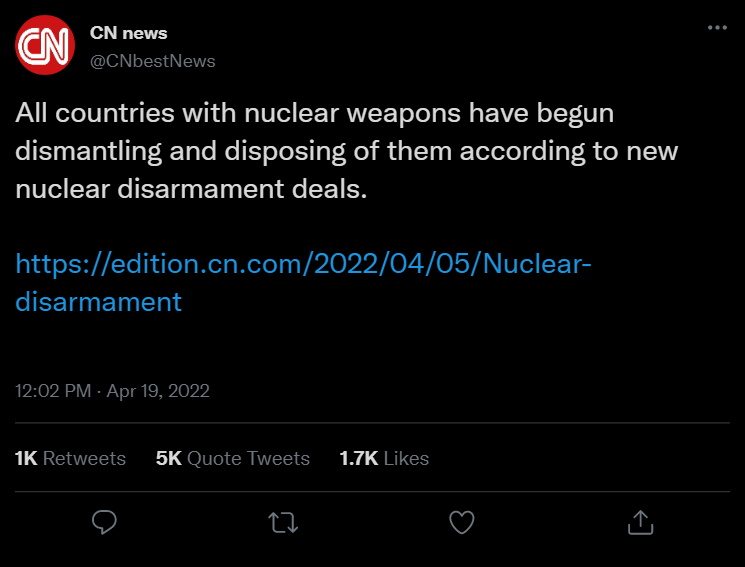 CN
CN news
@CNbestNews
All countries with nuclear weapons have begun
dismantling and disposing of them according to new
nuclear disarmament deals.
https://edition.cn.com/2022/04/05/Nuclear-
disarmament
12:02 PM · Apr 19, 2022
1K Retweets 5K Quote Tweets 1.7K Likes